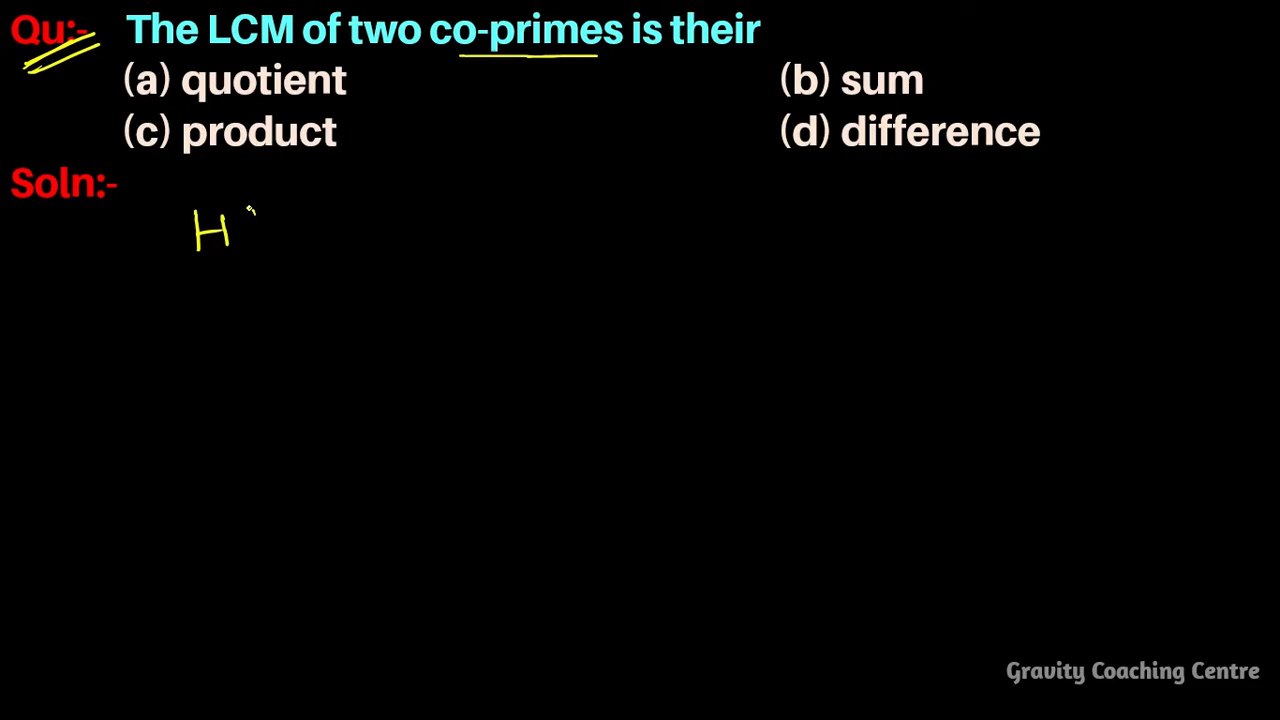 Qu:- The LCM of two co-primes is their
(a) quotient (b) sum
(c) product (d) difference
Soln:-
H
Gravity Coaching Centre